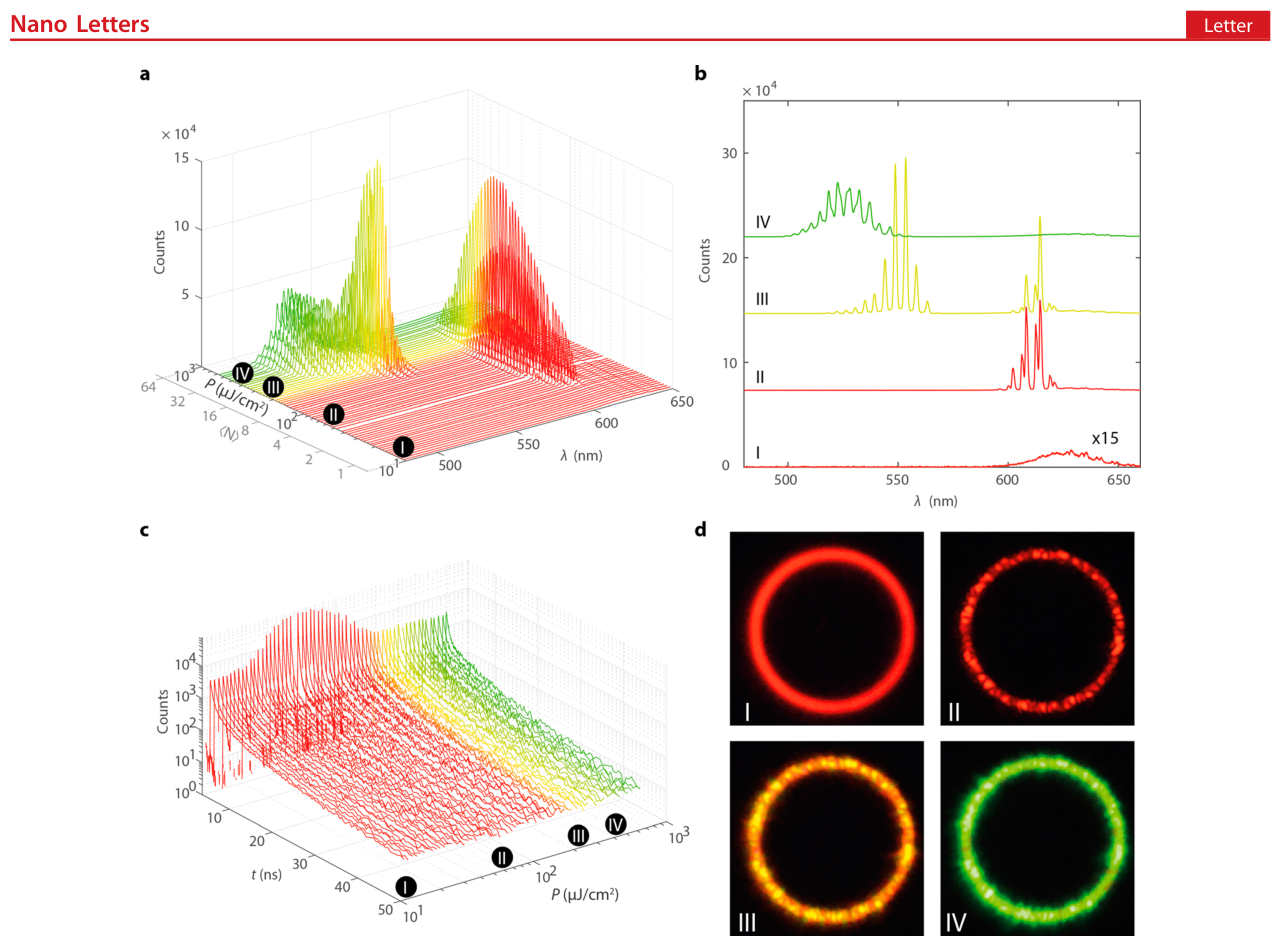 Nano Letters
Letter
a
× 10⁴
15
10
5
Counts
10³
64
32
16
8
4
2
1
⟨N⟩
P (μJ/cm²)
10²
10¹
IV
III
II
I
500
550
600
650
λ (nm)
b
× 10⁴
30
20
10
0
Counts
IV
III
II
I
x15
500
550
600
650
λ (nm)
c
10⁴
10³
10²
10¹
10⁰
Counts
10
20
30
40
50
t (ns)
10¹
10²
10³
P (μJ/cm²)
I
II
III
IV
d
I
II
III
IV